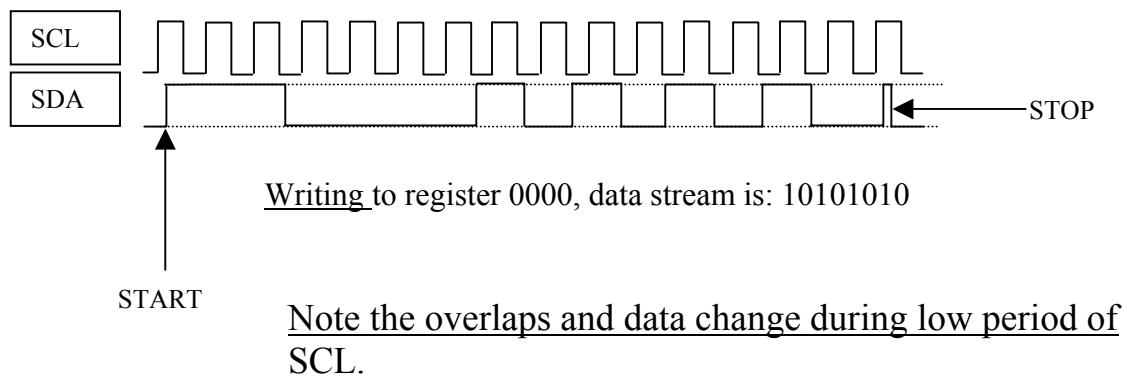 SCL
SDA
STOP
Writing to register 0000, data stream is: 10101010
START
Note the overlaps and data change during low period of
SCL.